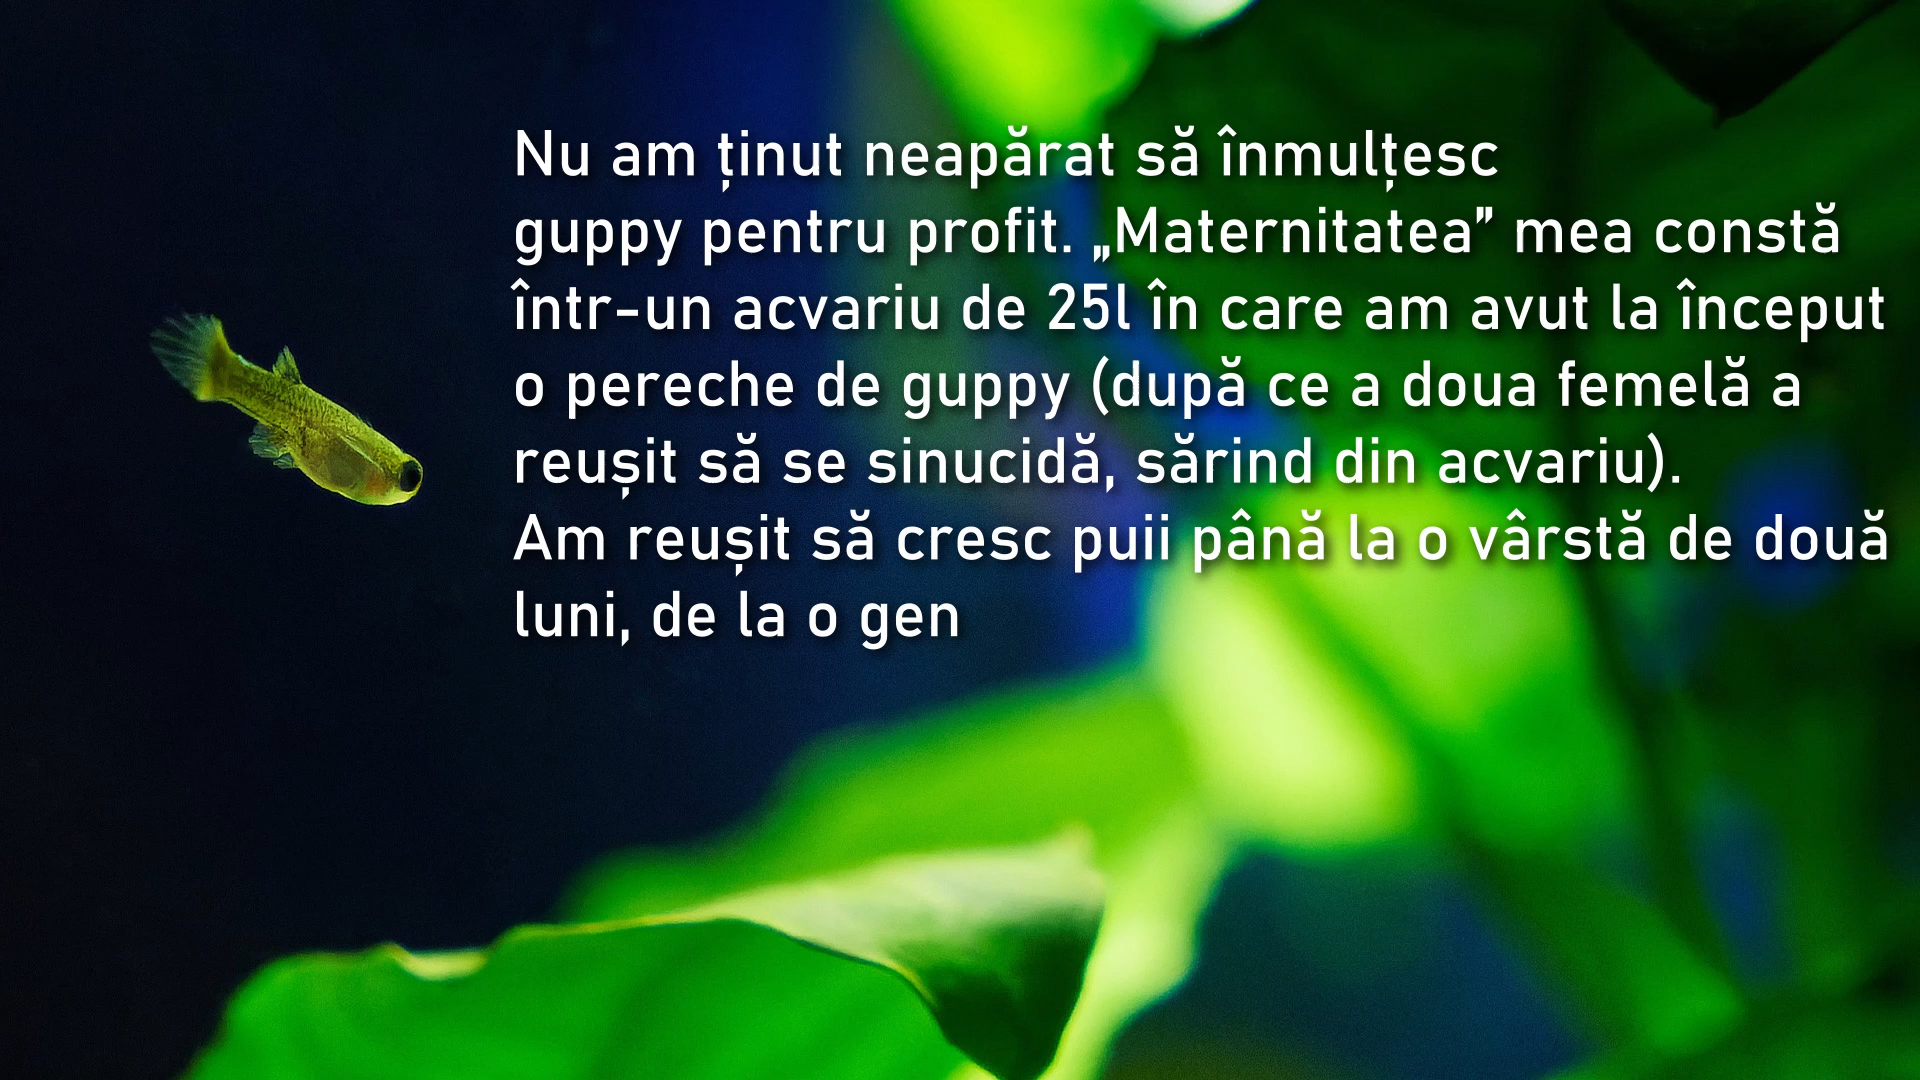 Nu am ținut neapărat să înmulțesc
guppy pentru profit. „Maternitatea” mea constă
într-un acvariu de 25l în care am avut la început
o pereche de guppy (după ce a doua femelă a
reușit să se sinucidă, sărind din acvariu).
Am reușit să cresc puii până la o vârstă de două
luni, de la o gen